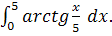 ∫₀⁵ arctg x/5 dx.